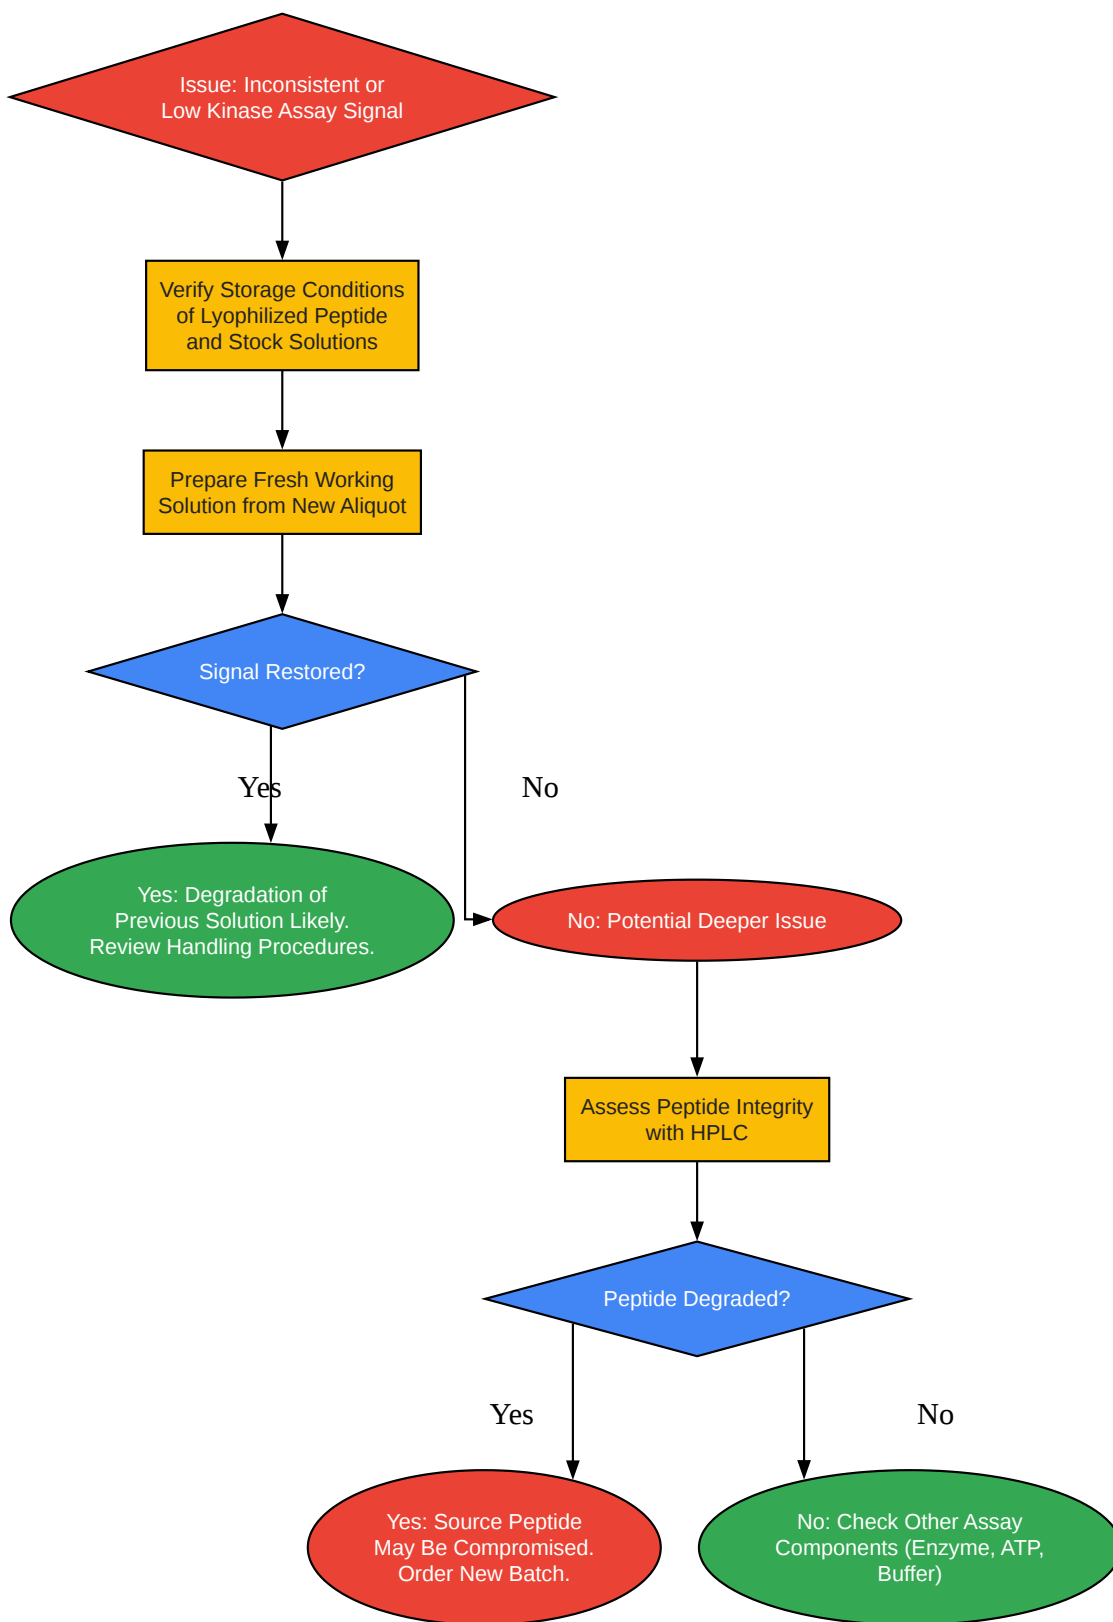 Issue: Inconsistent or
Low Kinase Assay Signal
Verify Storage Conditions
of Lyophilized Peptide
and Stock Solutions
Prepare Fresh Working
Solution from New Aliquot
Signal Restored?
Yes
No
Yes: Degradation of
Previous Solution Likely.
Review Handling Procedures.
No: Potential Deeper Issue
Assess Peptide Integrity
with HPLC
Peptide Degraded?
Yes
No
Yes: Source Peptide
May Be Compromised.
Order New Batch.
No: Check Other Assay
Components (Enzyme, ATP,
Buffer)